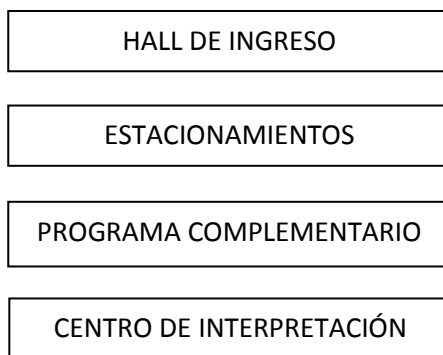 HALL DE INGRESO
ESTACIONAMIENTOS
PROGRAMA COMPLEMENTARIO
CENTRO DE INTERPRETACIÓN